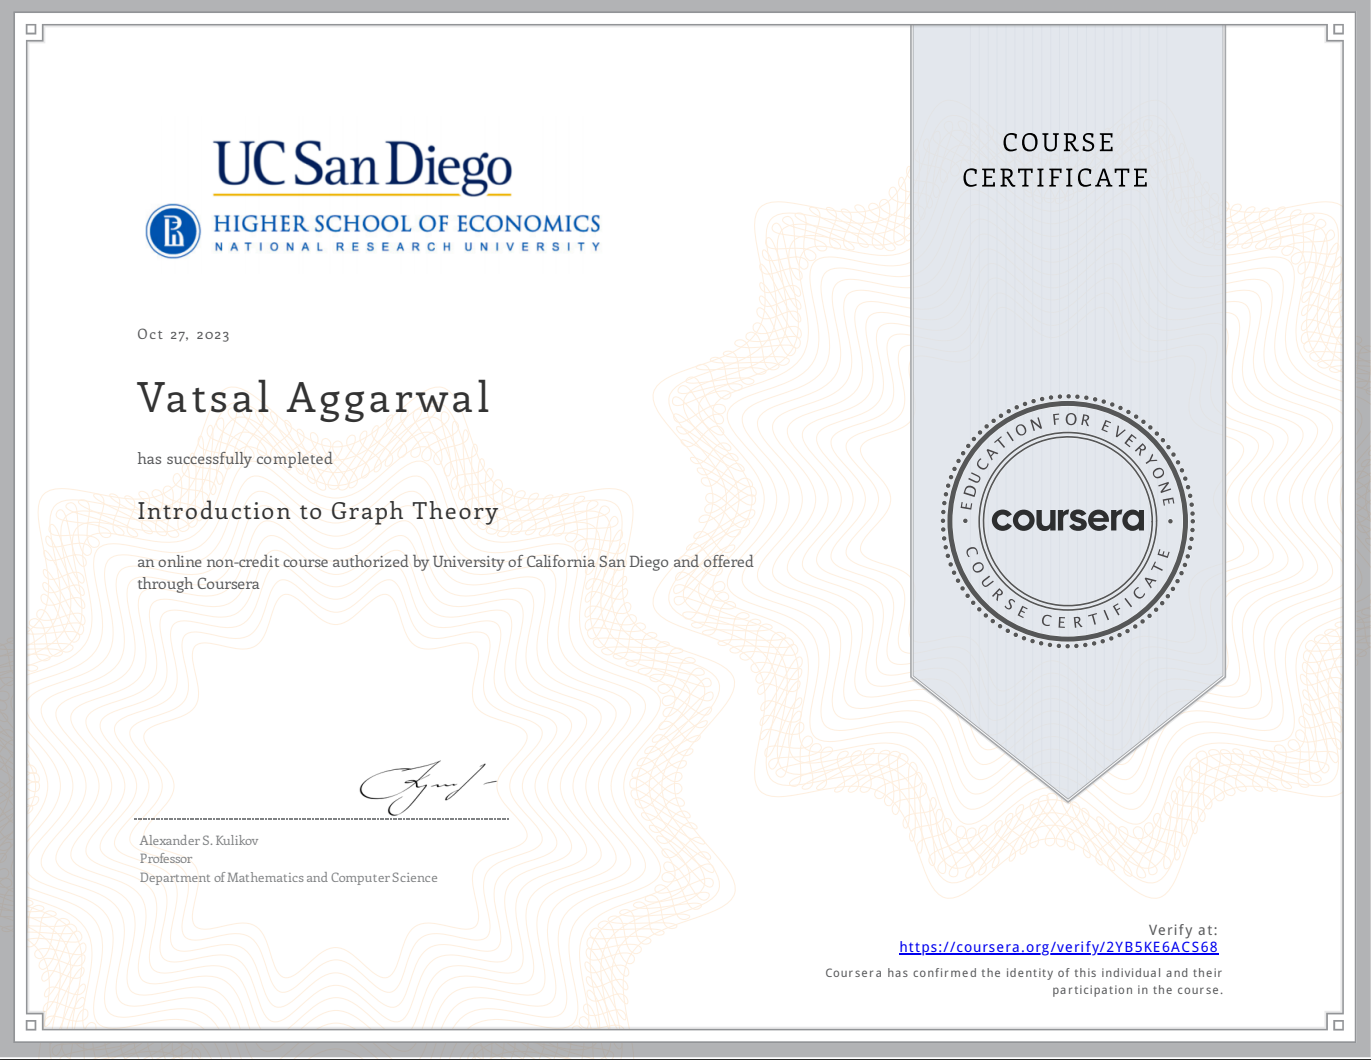 UC San Diego
HIGHER SCHOOL OF ECONOMICS
NATIONAL RESEARCH UNIVERSITY
COURSE
CERTIFICATE
Oct 27, 2023
Vatsal Aggarwal
has successfully completed
Introduction to Graph Theory
an online non-credit course authorized by University of California San Diego and offered
through Coursera
EDUCATION FOR EVERYONE
coursera
COURSE CERTIFICATE
Alexander S. Kulikov
Professor
Department of Mathematics and Computer Science
Verify at:
https://coursera.org/verify/2YB5KE6ACS68
Coursera has confirmed the identity of this individual and their
participation in the course.